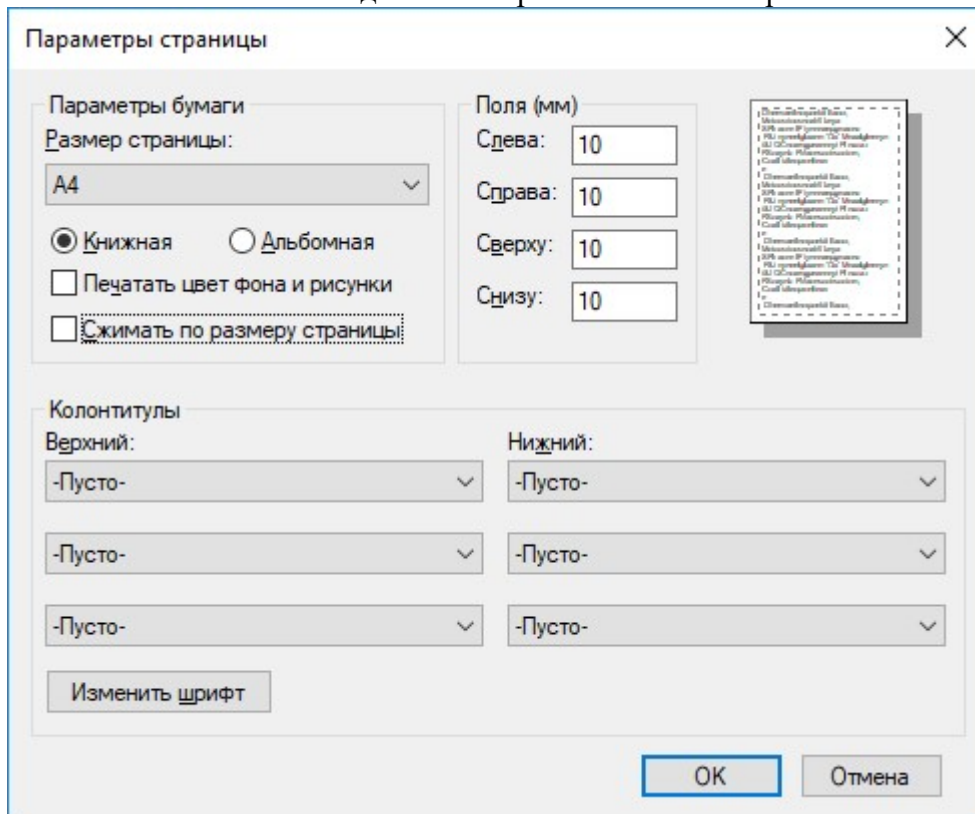 Параметры страницы
Параметры бумаги
Размер страницы:
A4
Книжная Альбомная
Печатать цвет фона и рисунки
Сжимать по размеру страницы
Поля (мм)
Слева: 10
Справа: 10
Сверху: 10
Снизу: 10
Колонтитулы
Верхний: Нижний:
-Пусто- -Пусто-
-Пусто- -Пусто-
-Пусто- -Пусто-
Изменить шрифт
OK Отмена